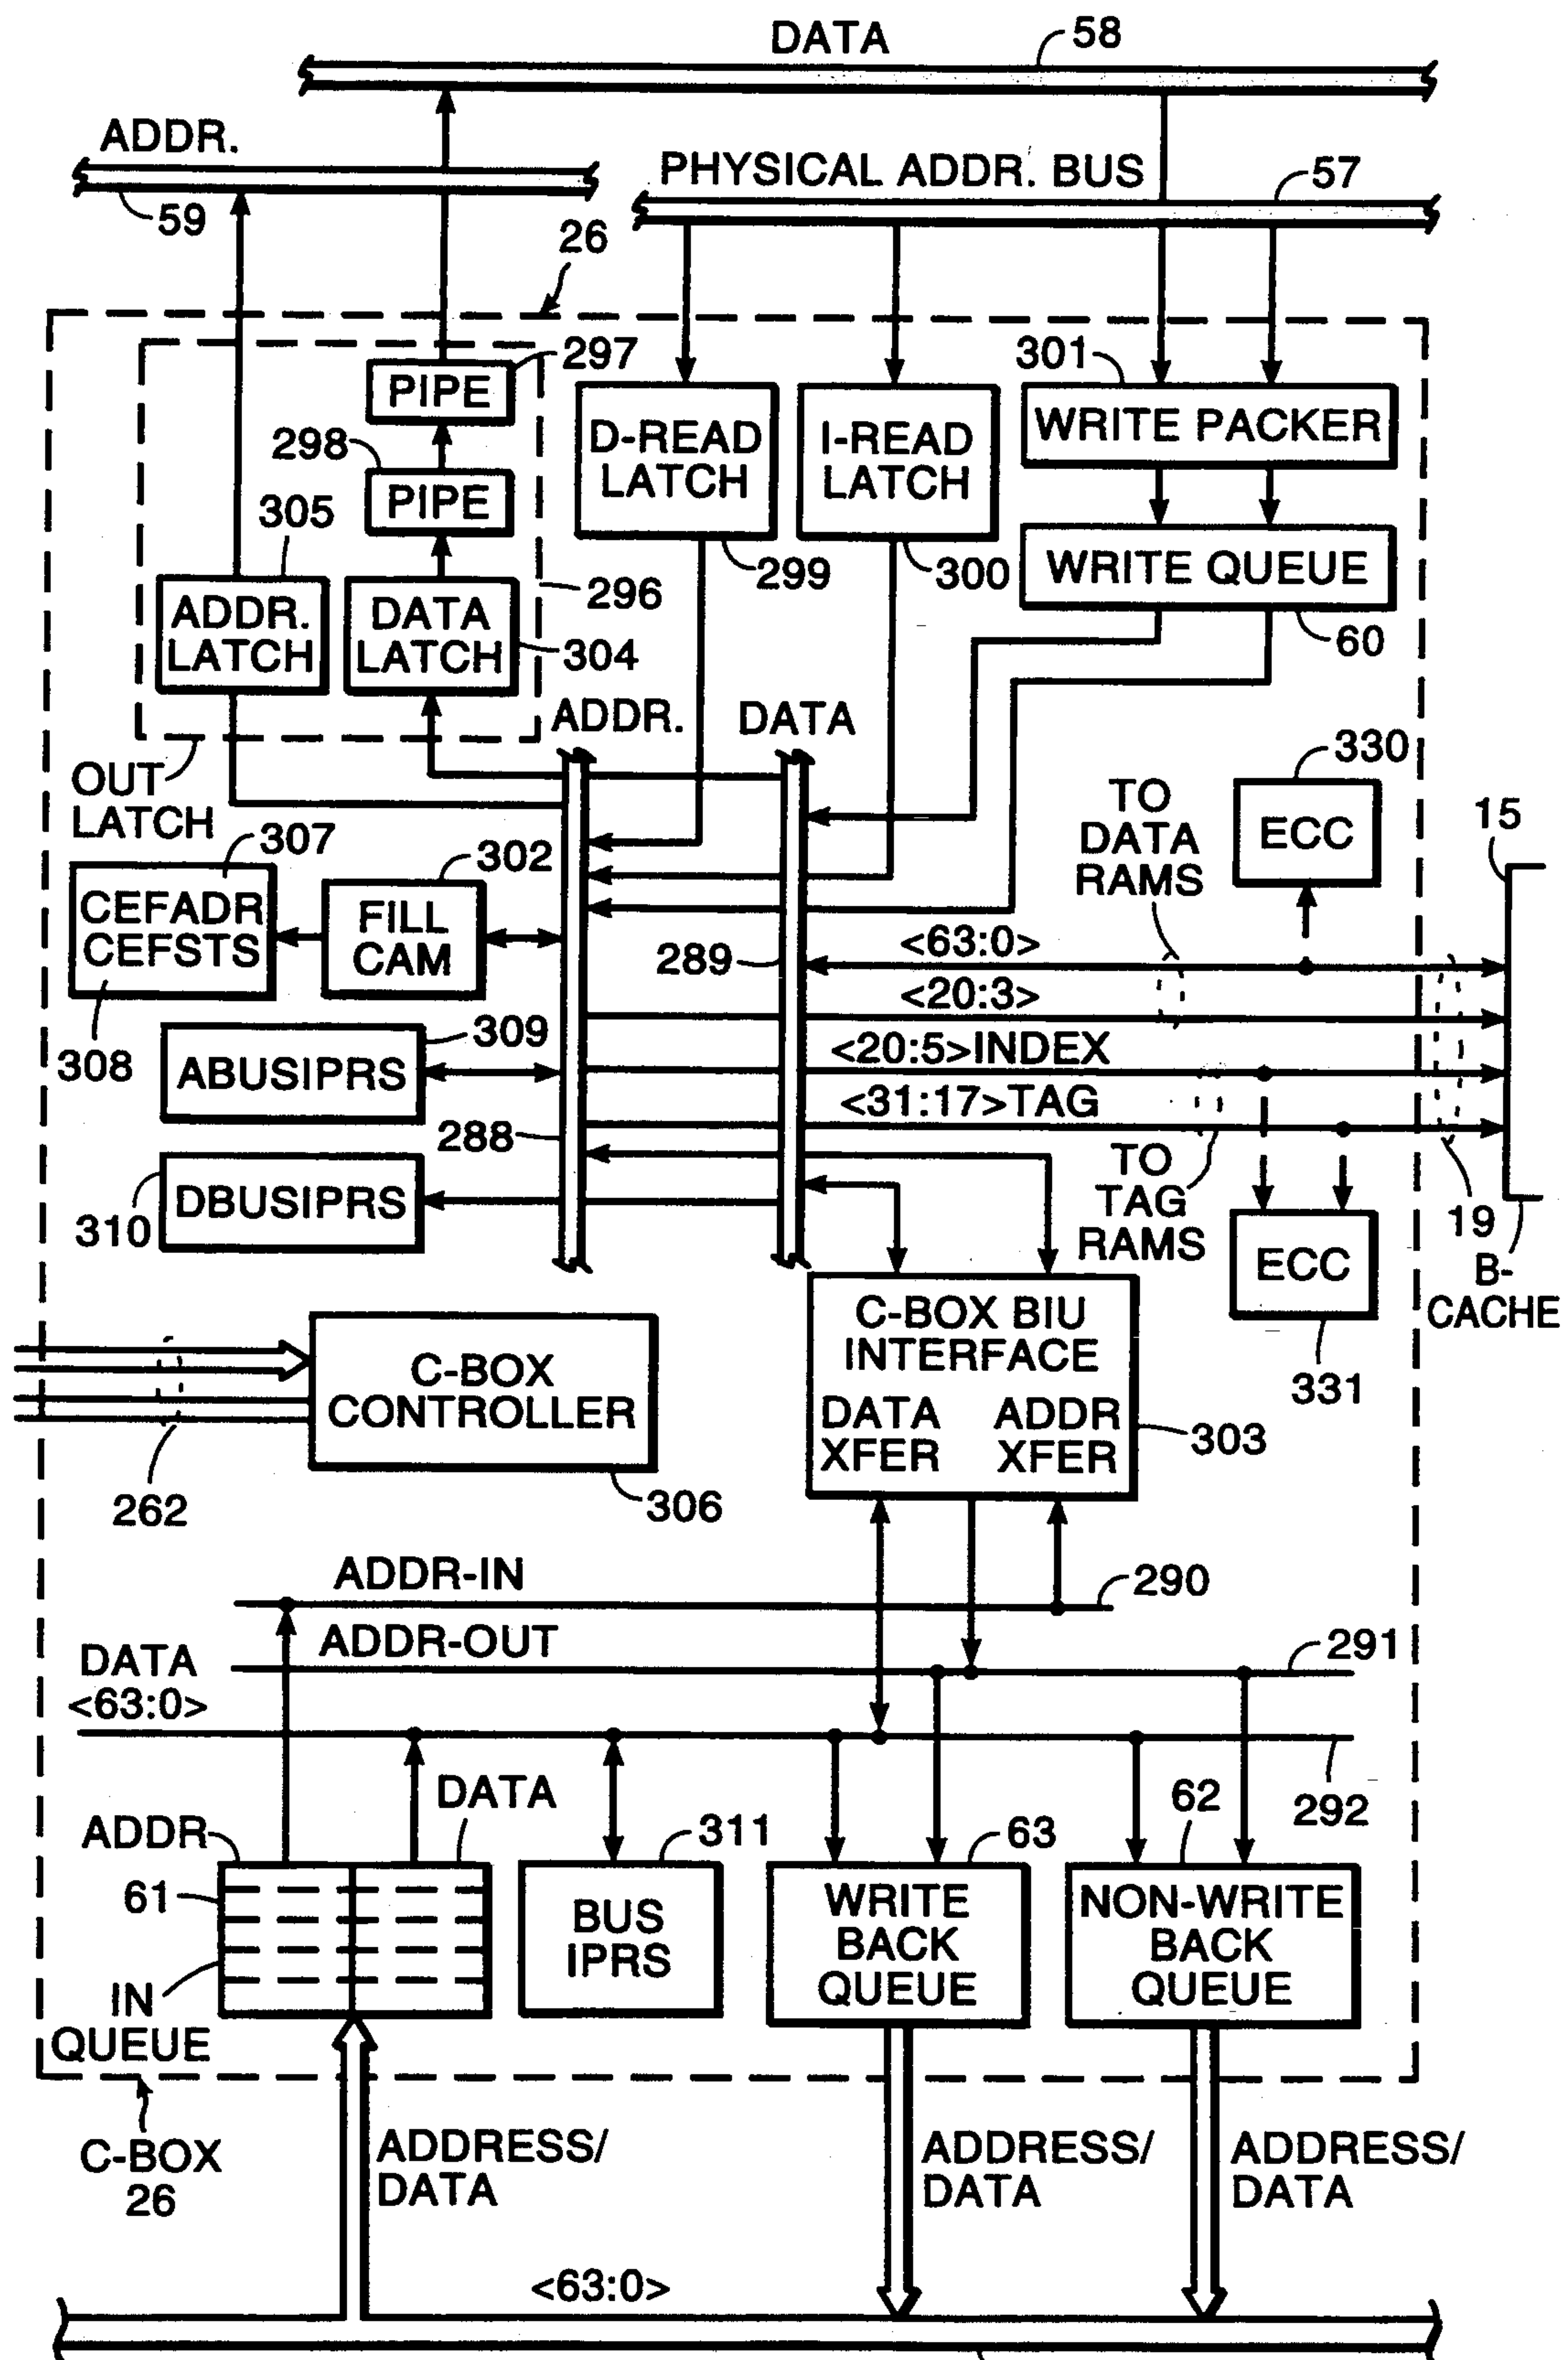 DATA
58
ADDR.
PHYSICAL ADDR. BUS
57
59
26
297
PIPE
301
298
PIPE
D-READ
LATCH
I-READ
LATCH
WRITE PACKER
305
299
300
WRITE QUEUE
296
60
ADDR.
LATCH
DATA
LATCH
304
ADDR.
DATA
OUT
LATCH
330
TO
DATA
RAMS
ECC
15
307
302
CEFADR
CEFSTS
FILL
CAM
289
<63:0>
<20:3>
308
309
ABUSIPRS
<20:5>INDEX
<31:17>TAG
288
310
DBUSIPRS
TO
TAG
RAMS
19
ECC
B-
CACHE
331
C-BOX
CONTROLLER
C-BOX BIU
INTERFACE
DATA
XFER
ADDR
XFER
303
262
306
ADDR-IN
290
ADDR-OUT
291
DATA
<63:0>
292
DATA
ADDR
311
63
62
61
BUS
IPRS
WRITE
BACK
QUEUE
NON-WRITE
BACK
QUEUE
IN
QUEUE
C-BOX
26
ADDRESS/
DATA
ADDRESS/
DATA
ADDRESS/
DATA
<63:0>